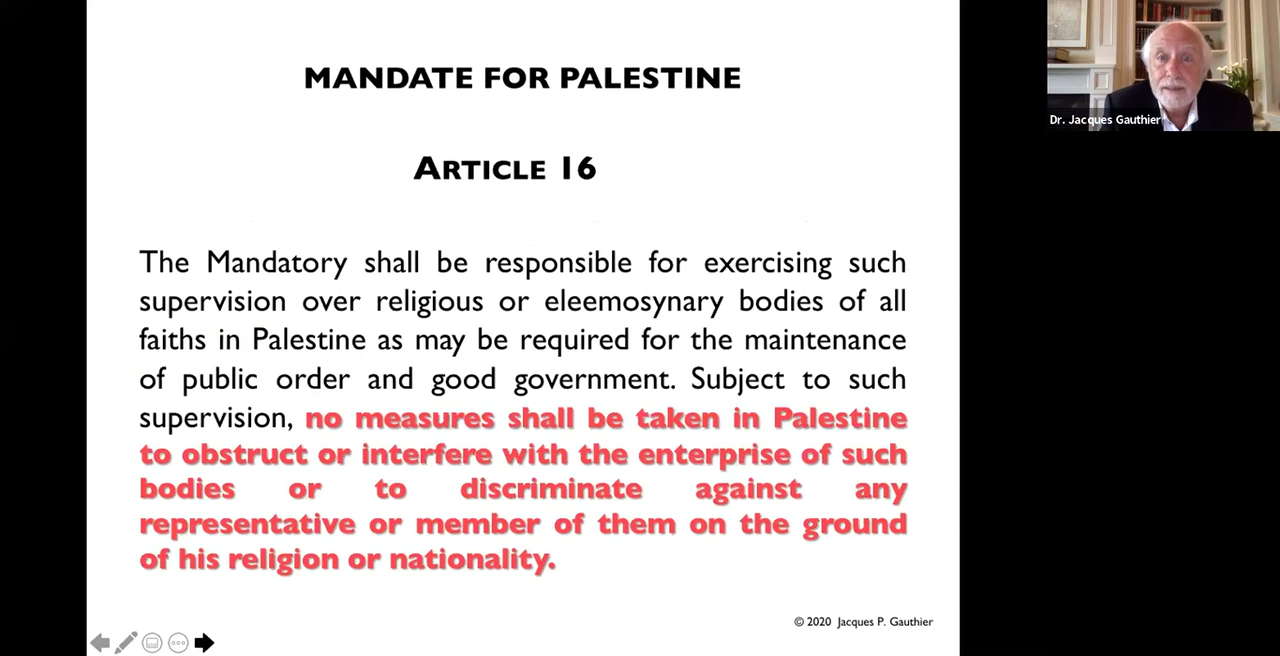 MANDATE FOR PALESTINE
ARTICLE 16
The Mandatory shall be responsible for exercising such
supervision over religious or eleemosynary bodies of all
faiths in Palestine as may be required for the maintenance
of public order and good government. Subject to such
supervision, no measures shall be taken in Palestine
to obstruct or interfere with the enterprise of such
bodies or to discriminate against any
representative or member of them on the ground
of his religion or nationality.
© 2020 Jacques P. Gauthier
Dr. Jacques Gauthier